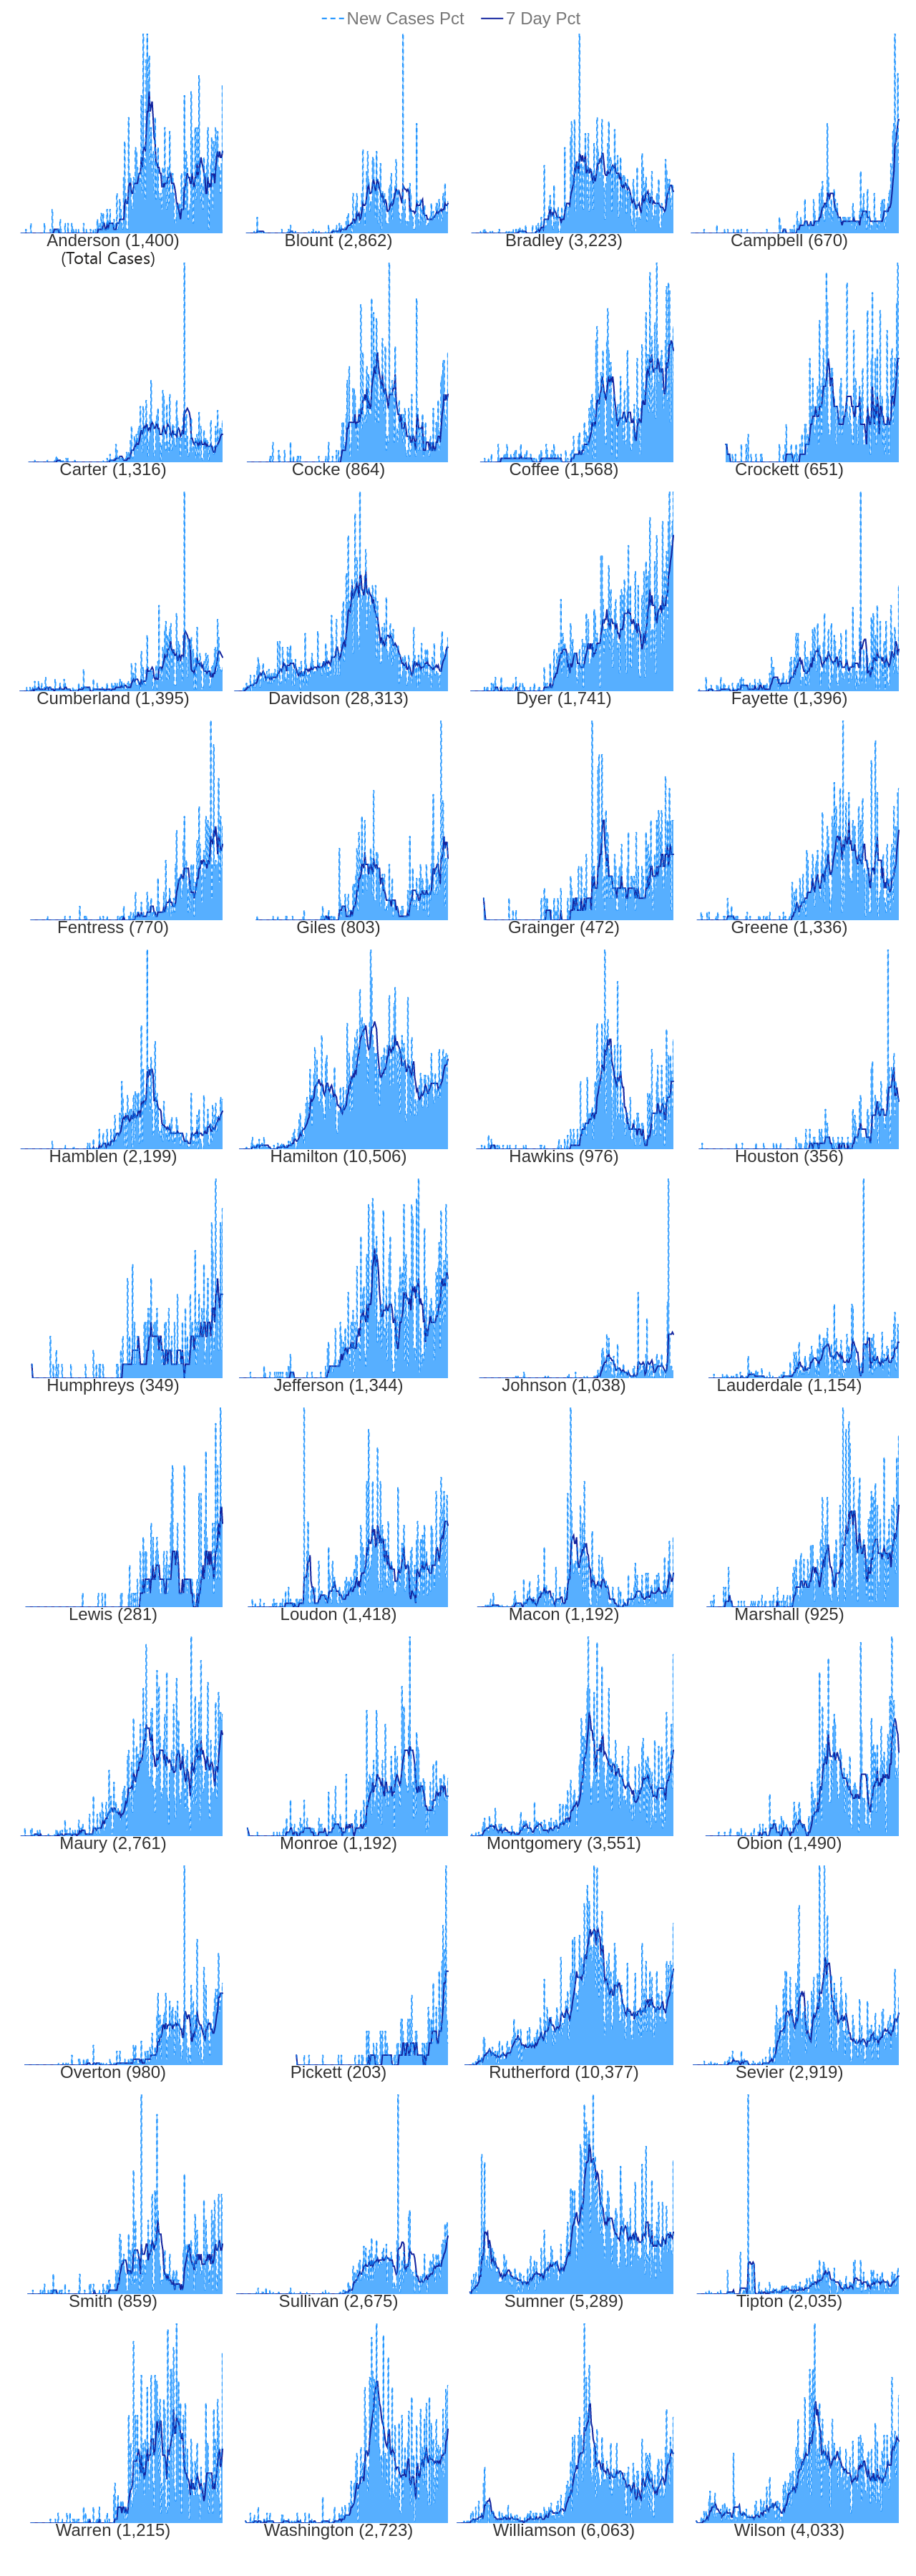 New Cases Pct 7 Day Pct
Anderson (1,400) Blount (2,862) Bradley (3,223) Campbell (670)
(Total Cases)
Carter (1,316) Cocke (864) Coffee (1,568) Crockett (651)
Cumberland (1,395) Davidson (28,313) Dyer (1,741) Fayette (1,396)
Fentress (770) Giles (803) Grainger (472) Greene (1,336)
Hamblen (2,199) Hamilton (10,506) Hawkins (976) Houston (356)
Humphreys (349) Jefferson (1,344) Johnson (1,038) Lauderdale (1,154)
Lewis (281) Loudon (1,418) Macon (1,192) Marshall (925)
Maury (2,761) Monroe (1,192) Montgomery (3,551) Obion (1,490)
Overton (980) Pickett (203) Rutherford (10,377) Sevier (2,919)
Smith (859) Sullivan (2,675) Sumner (5,289) Tipton (2,035)
Warren (1,215) Washington (2,723) Williamson (6,063) Wilson (4,033)